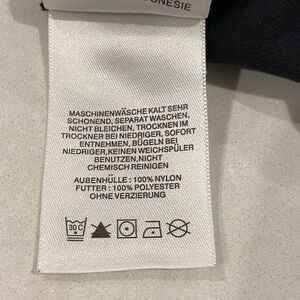 MASCHINENWÄSCHE KALT SEHR
SCHONEND, SEPARAT WASCHEN,
NICHT BLEICHEN, TROCKNEN IM
TROCKNER BEI NIEDRIGER, SOFORT
ENTNEHMEN, BÜGELN BEI
NIEDRIGER,KEINEN WEICHSPÜLER
BENUTZEN,NICHT
CHEMISCH REINIGEN
AUßENHÜLLE : 100% NYLON
FUTTER : 100% POLYESTER
OHNE VERZIERUNG
30 C